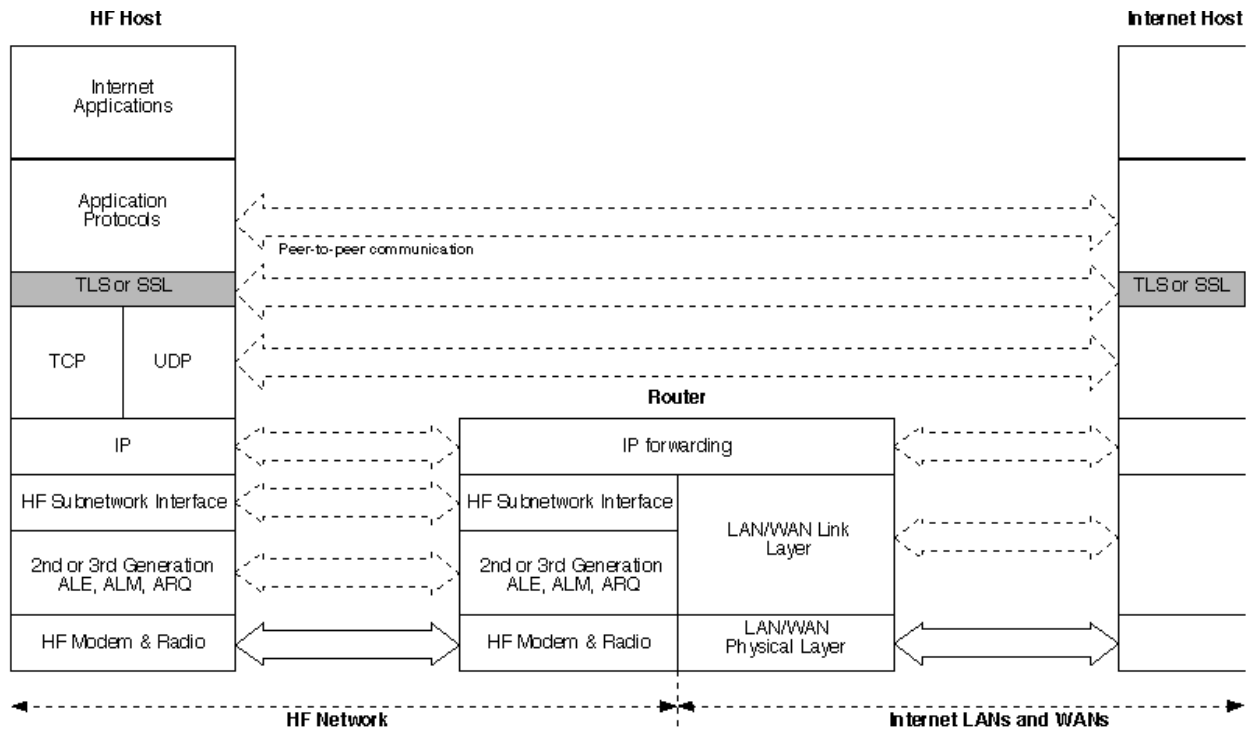 HF Host
Internet Host
Internet
Applications
Application
Protocols
Peer-to-peer communication
TLS or SSL
TLS or SSL
TCP
UDP
Router
IP
IP forwarding
HF Subnetwork Interface
HF Subnetwork Interface
LAN/WAN Link
Layer
2nd or 3rd Generation
ALE, ALM, ARQ
2nd or 3rd Generation
ALE, ALM, ARQ
HF Modem & Radio
HF Modem & Radio
LAN/WAN
Physical Layer
HF Network
Internet LANs and WANs